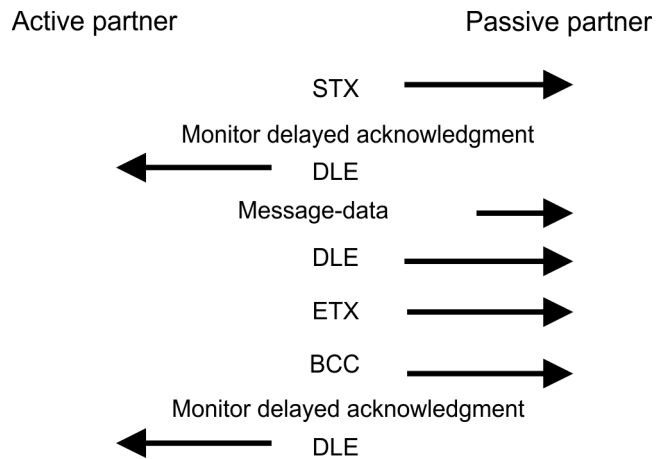 Active partner
Passive partner
STX
Monitor delayed acknowledgment
DLE
Message-data
DLE
ETX
BCC
Monitor delayed acknowledgment
DLE